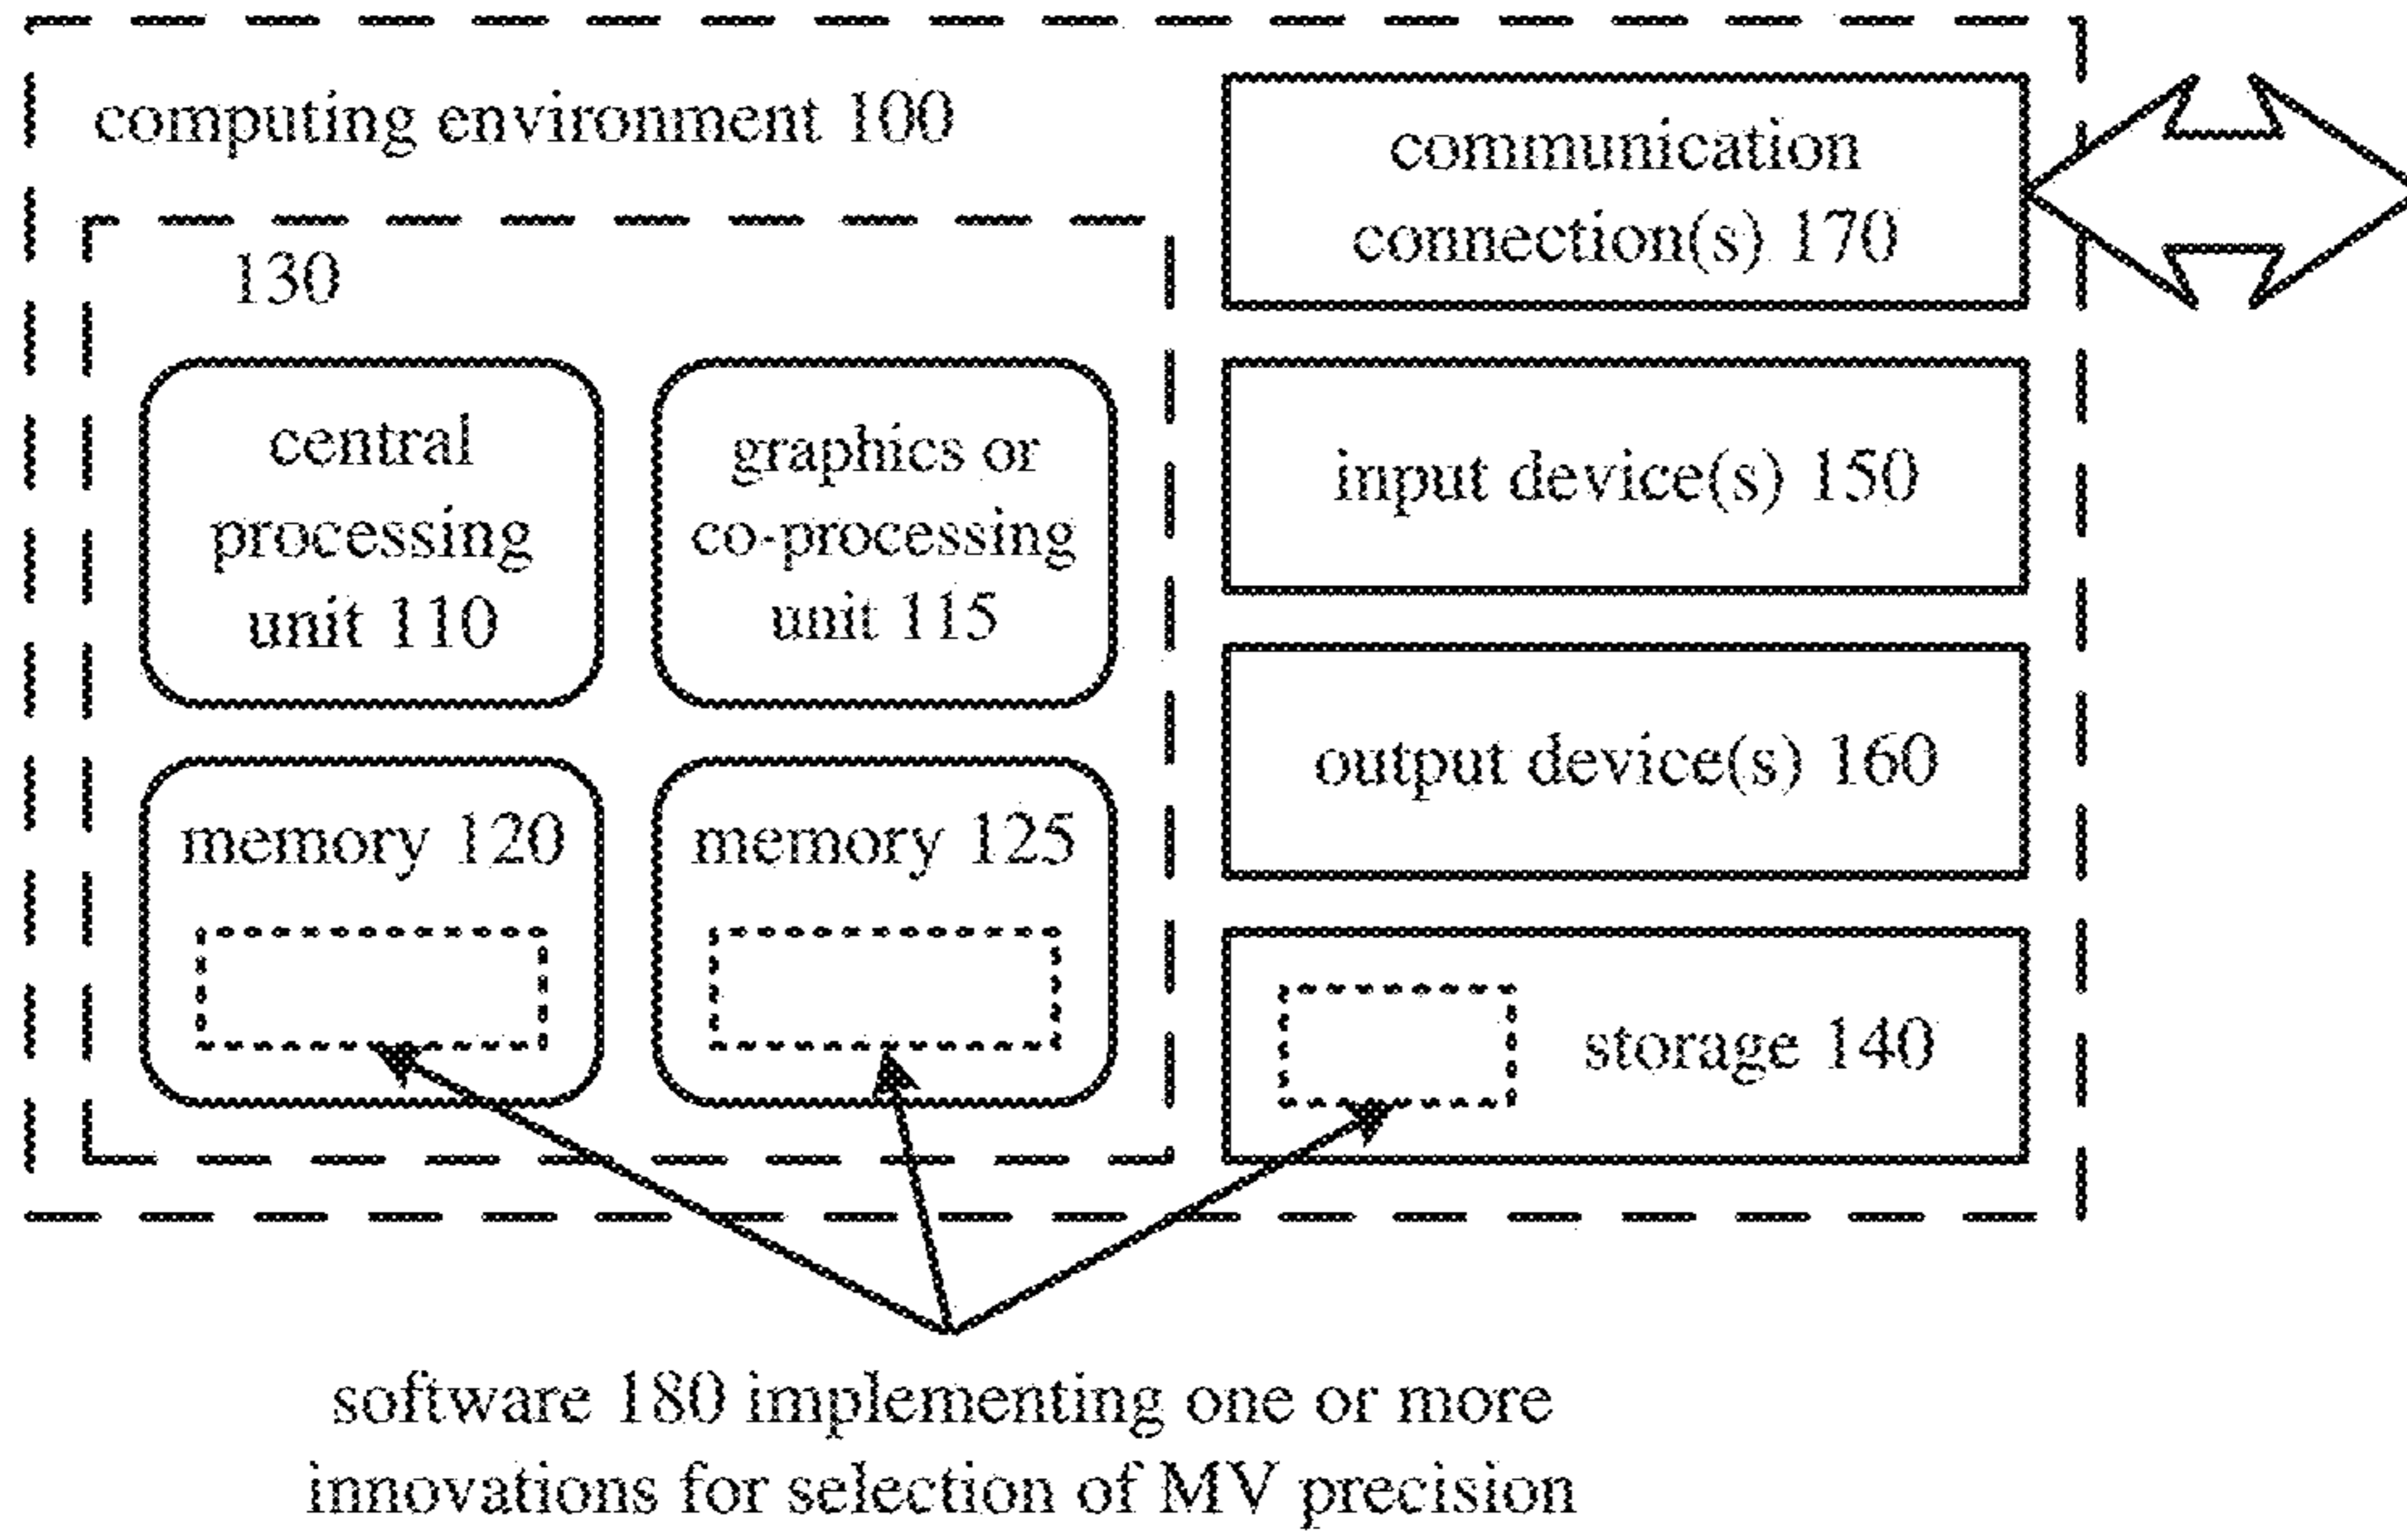 computing environment 100
130
central
processing
unit 110
graphics or
co-processing
unit 115
memory 120
memory 125
communication
connection(s) 170
input device(s) 150
output device(s) 160
storage 140
software 180 implementing one or more
innovations for selection of MV precision